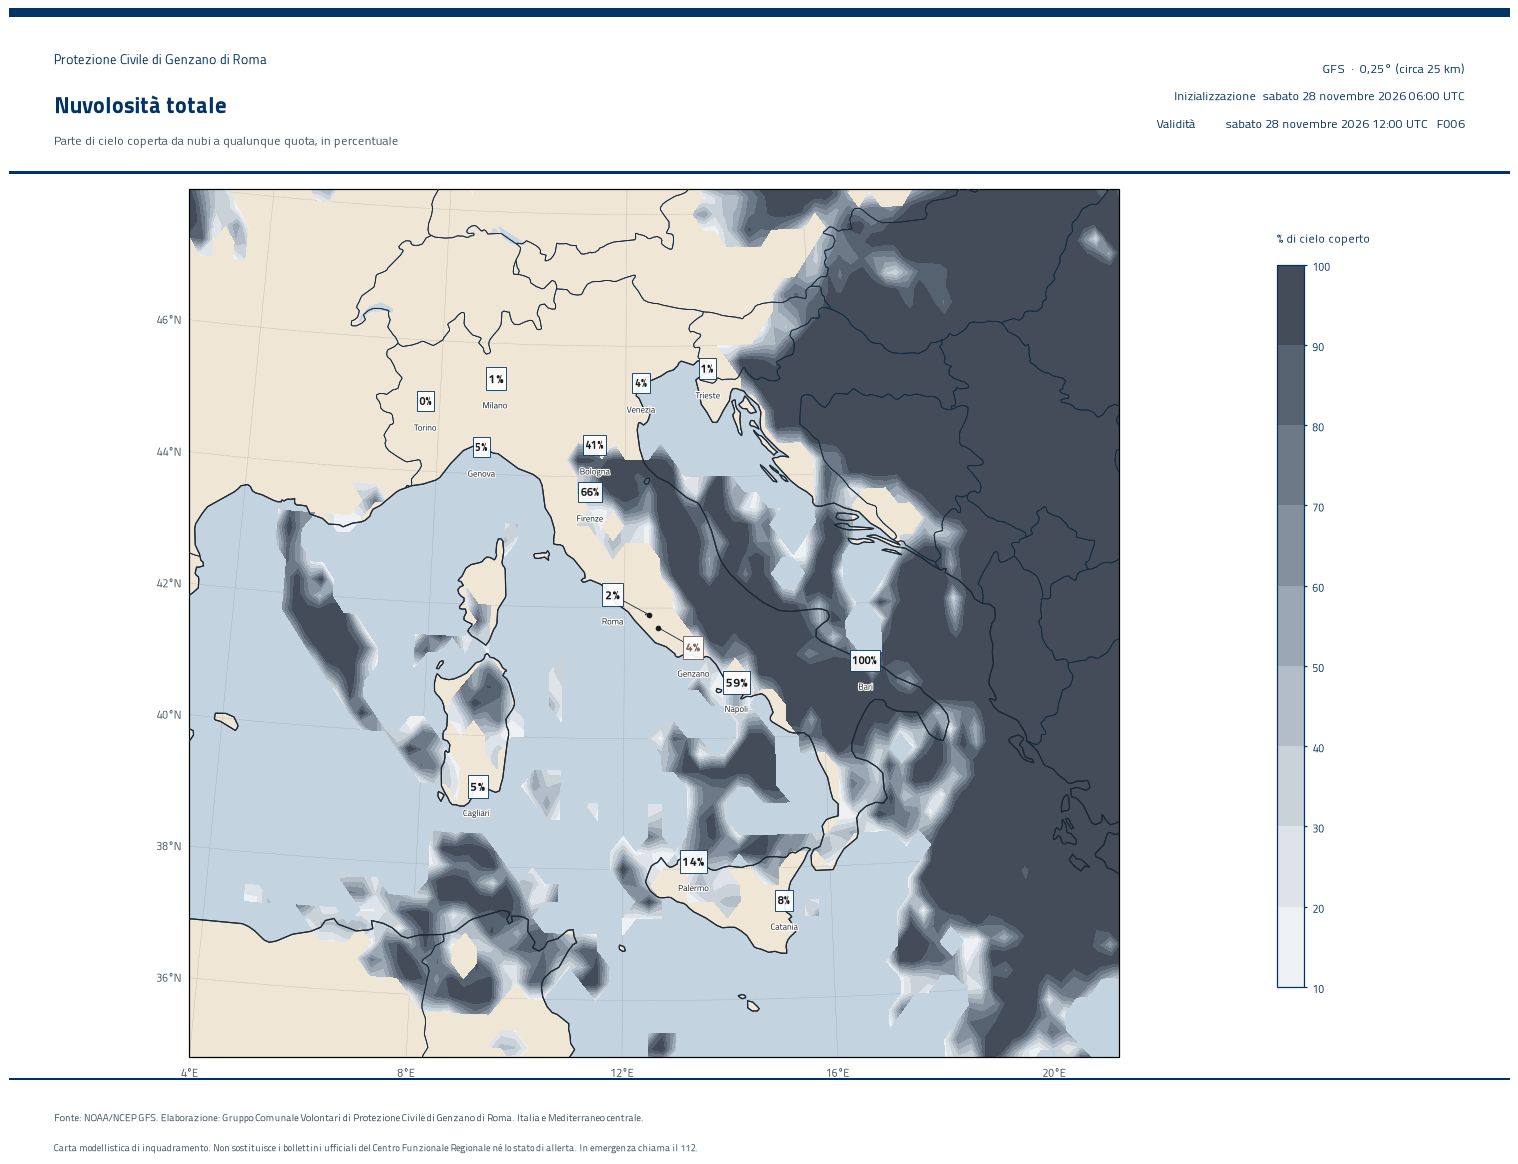 Protezione Civile di Genzano di Roma
Nuvolosità totale
Parte di cielo coperta da nubi a qualunque quota, in percentuale
GFS · 0,25° (circa 25 km)
Inizializzazione sabato 28 novembre 2026 06:00 UTC
Validità sabato 28 novembre 2026 12:00 UTC F006
% di cielo coperto
100
90
80
70
60
50
40
30
20
10
46°N
44°N
42°N
40°N
38°N
36°N
4°E
8°E
12°E
16°E
20°E
1%
Trieste
1%
Milano
4%
Venezia
0%
Torino
5%
Genova
41%
Bologna
66%
Firenze
2%
Roma
4%
Genzano
100%
Bari
59%
Napoli
5%
Cagliari
14%
Palermo
8%
Catania
Fonte: NOAA/NCEP GFS. Elaborazione: Gruppo Comunale Volontari di Protezione Civile di Genzano di Roma. Italia e Mediterraneo centrale.
Carta modellistica di inquadramento. Non sostituisce i bollettini ufficiali del Centro Funzionale Regionale né lo stato di allerta. In emergenza chiama il 112.